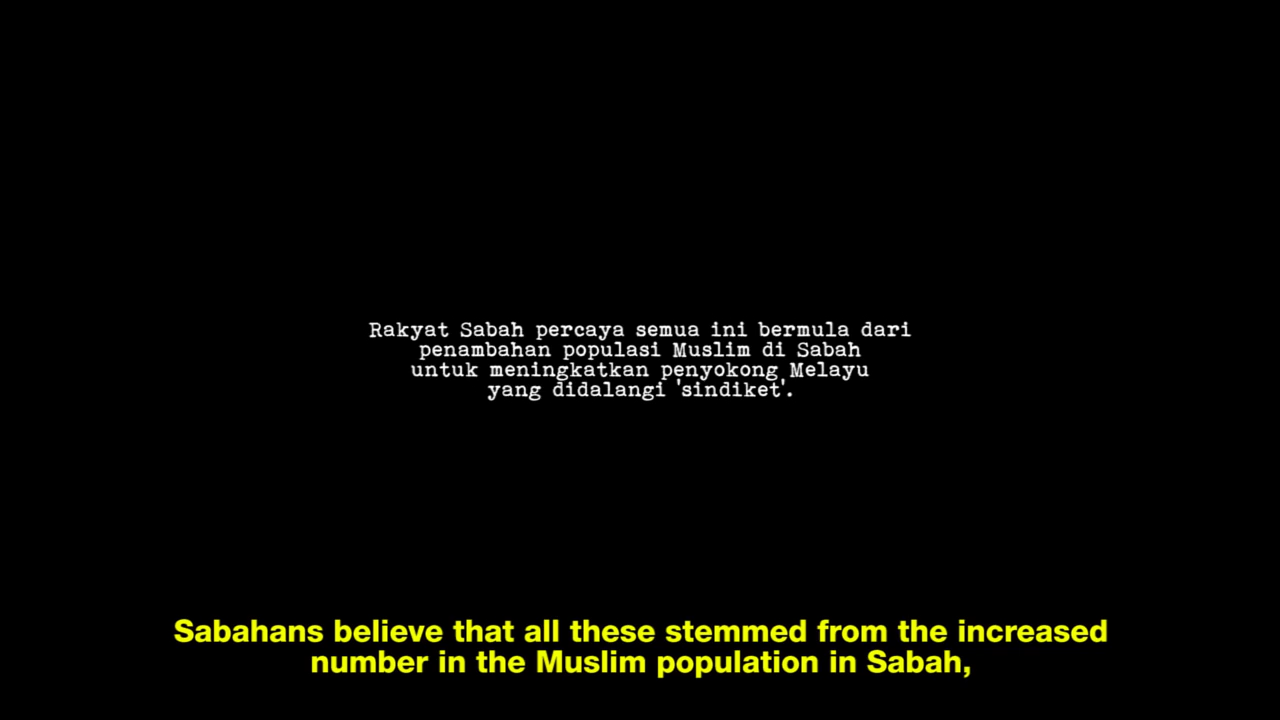 Rakyat Sabah percaya semua ini bermula dari
penambahan populasi Muslim di Sabah
untuk meningkatkan penyokong Melayu
yang didalangi 'sindiket'.
Sabahans believe that all these stemmed from the increased
number in the Muslim population in Sabah,